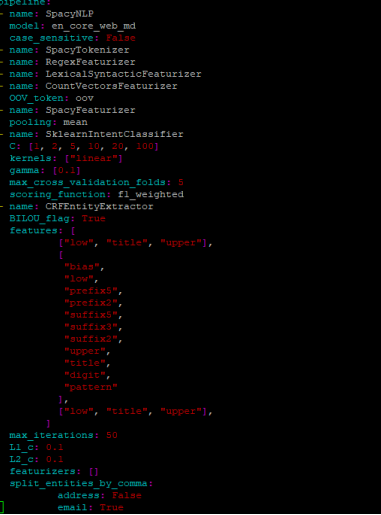 pipeline:
- name: SpacyNLP
model: en_core_web_md
case_sensitive: False
- name: SpacyTokenizer
- name: RegexFeaturizer
- name: LexicalSyntacticFeaturizer
- name: CountVectorsFeaturizer
OOV_token: oov
- name: SpacyFeaturizer
pooling: mean
- name: SklearnIntentClassifier
C: [1, 2, 5, 10, 20, 100]
kernels: ["linear"]
gamma: [0.1]
max_cross_validation_folds: 5
scoring_function: f1_weighted
- name: CRFEntityExtractor
BILOU_flag: True
features: [
["low", "title", "upper"],
[
"bias",
"low",
"prefix5",
"prefix2",
"suffix5",
"suffix3",
"suffix2",
"upper",
"title",
"digit",
"pattern"
],
["low", "title", "upper"],
]
max_iterations: 50
L1_c: 0.1
L2_c: 0.1
featurizers: []
split_entities_by_comma:
address: False
email: True